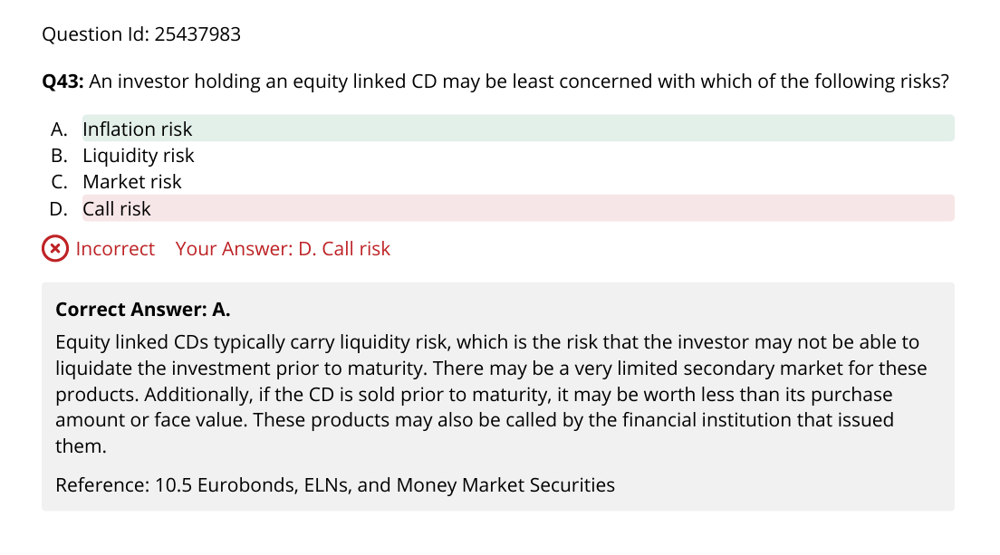 Question Id: 25437983
Q43: An investor holding an equity linked CD may be least concerned with which of the following risks?
A. Inflation risk
B. Liquidity risk
C. Market risk
D. Call risk
Incorrect Your Answer: D. Call risk
Correct Answer: A.
Equity linked CDs typically carry liquidity risk, which is the risk that the investor may not be able to
liquidate the investment prior to maturity. There may be a very limited secondary market for these
products. Additionally, if the CD is sold prior to maturity, it may be worth less than its purchase
amount or face value. These products may also be called by the financial institution that issued
them.
Reference: 10.5 Eurobonds, ELNs, and Money Market Securities